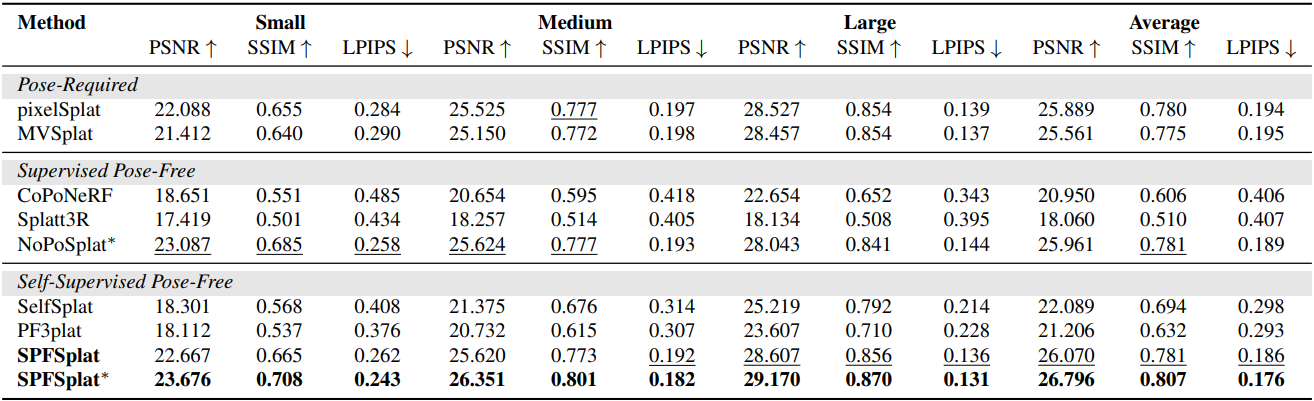 Method Small Medium Large Average
PSNR ↑ SSIM ↑ LPIPS ↓ PSNR ↑ SSIM ↑ LPIPS ↓ PSNR ↑ SSIM ↑ LPIPS ↓ PSNR ↑ SSIM ↑ LPIPS ↓
Pose-Required
pixelSplat 22.088 0.655 0.284 25.525 0.777 0.197 28.527 0.854 0.139 25.889 0.780 0.194
MVSplat 21.412 0.640 0.290 25.150 0.772 0.198 28.457 0.854 0.137 25.561 0.775 0.195
Supervised Pose-Free
CoPoNeRF 18.651 0.551 0.485 20.654 0.595 0.418 22.654 0.652 0.343 20.950 0.606 0.406
Splatt3R 17.419 0.501 0.434 18.257 0.514 0.405 18.134 0.508 0.395 18.060 0.510 0.407
NoPoSplat* 23.087 0.685 0.258 25.624 0.777 0.193 28.043 0.841 0.144 25.961 0.781 0.189
Self-Supervised Pose-Free
SelfSplat 18.301 0.568 0.408 21.375 0.676 0.314 25.219 0.792 0.214 22.089 0.694 0.298
PF3plat 18.112 0.537 0.376 20.732 0.615 0.307 23.607 0.710 0.228 21.206 0.632 0.293
SPFSplat 22.667 0.665 0.262 25.620 0.773 0.192 28.607 0.856 0.136 26.070 0.781 0.186
SPFSplat* 23.676 0.708 0.243 26.351 0.801 0.182 29.170 0.870 0.131 26.796 0.807 0.176